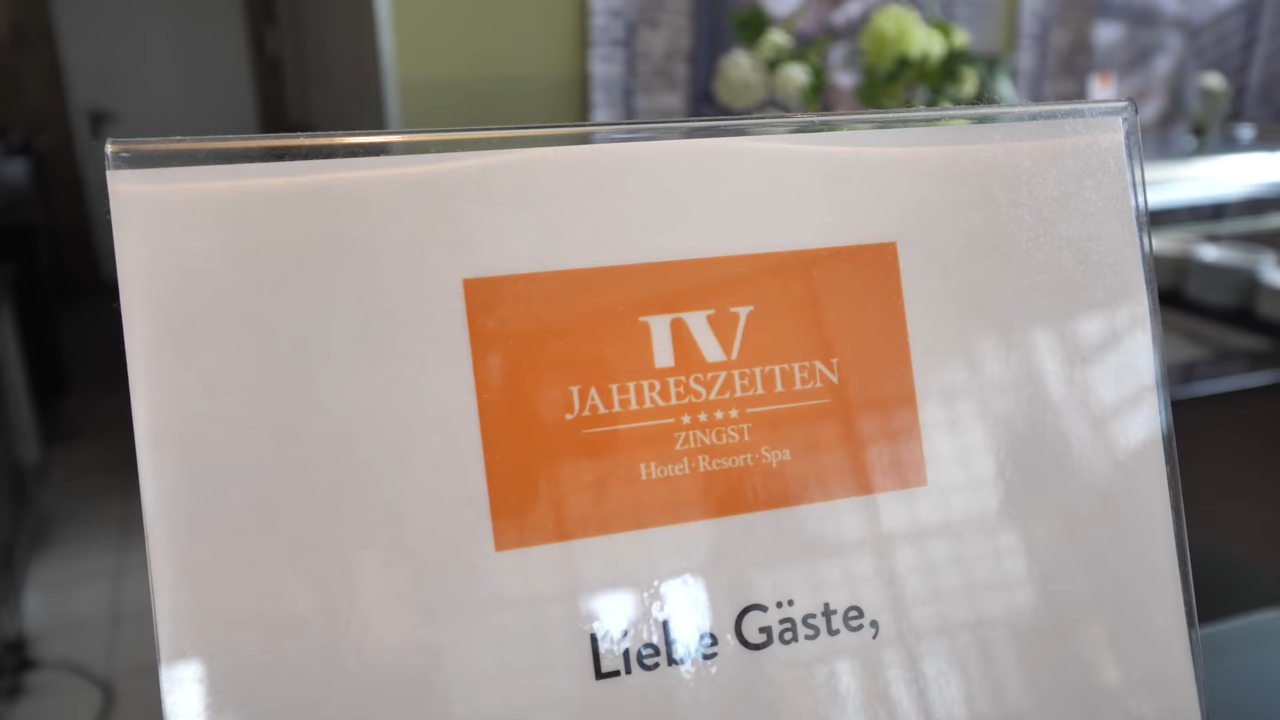 IV
JAHRESZEITEN
★★★★
ZINGST
Hotel·Resort·Spa
Liebe Gäste,